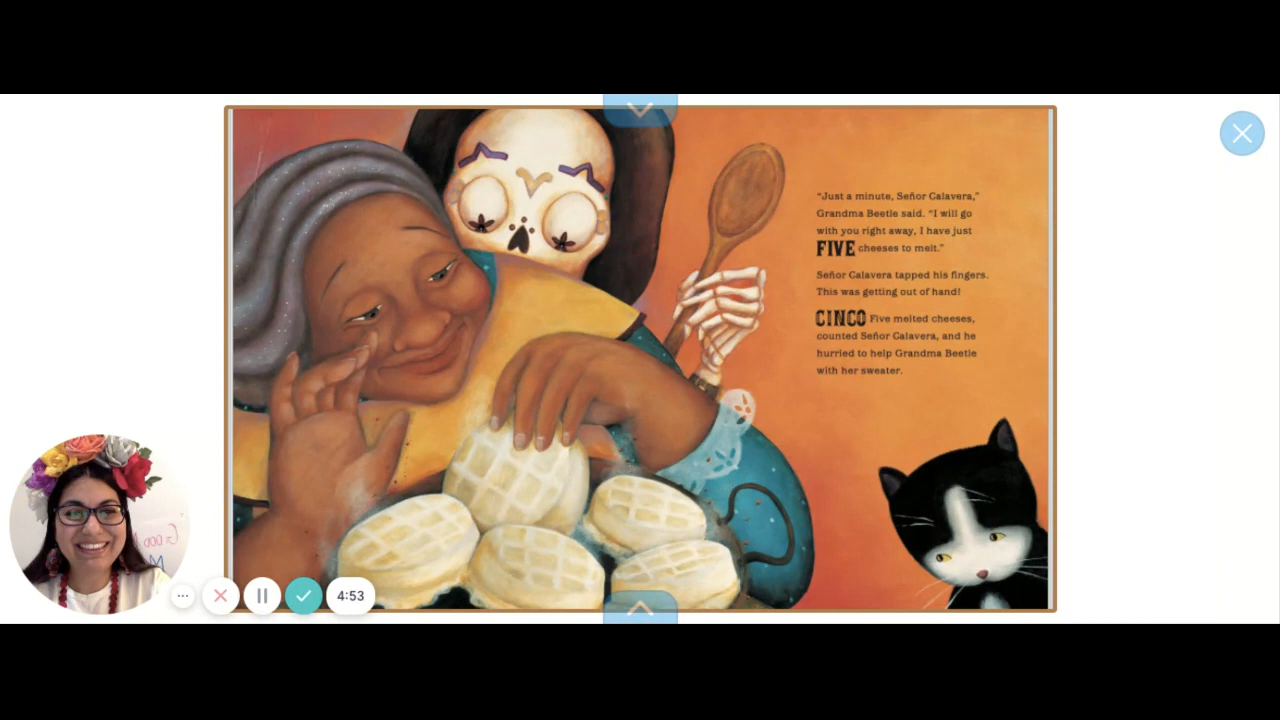 “Just a minute, Señor Calavera,”
Grandma Beetle said. “I will go
with you right away, I have just
FIVE cheeses to melt.”
Señor Calavera tapped his fingers.
This was getting out of hand!
CINCO Five melted cheeses,
counted Señor Calavera, and he
hurried to help Grandma Beetle
with her sweater.
4:53